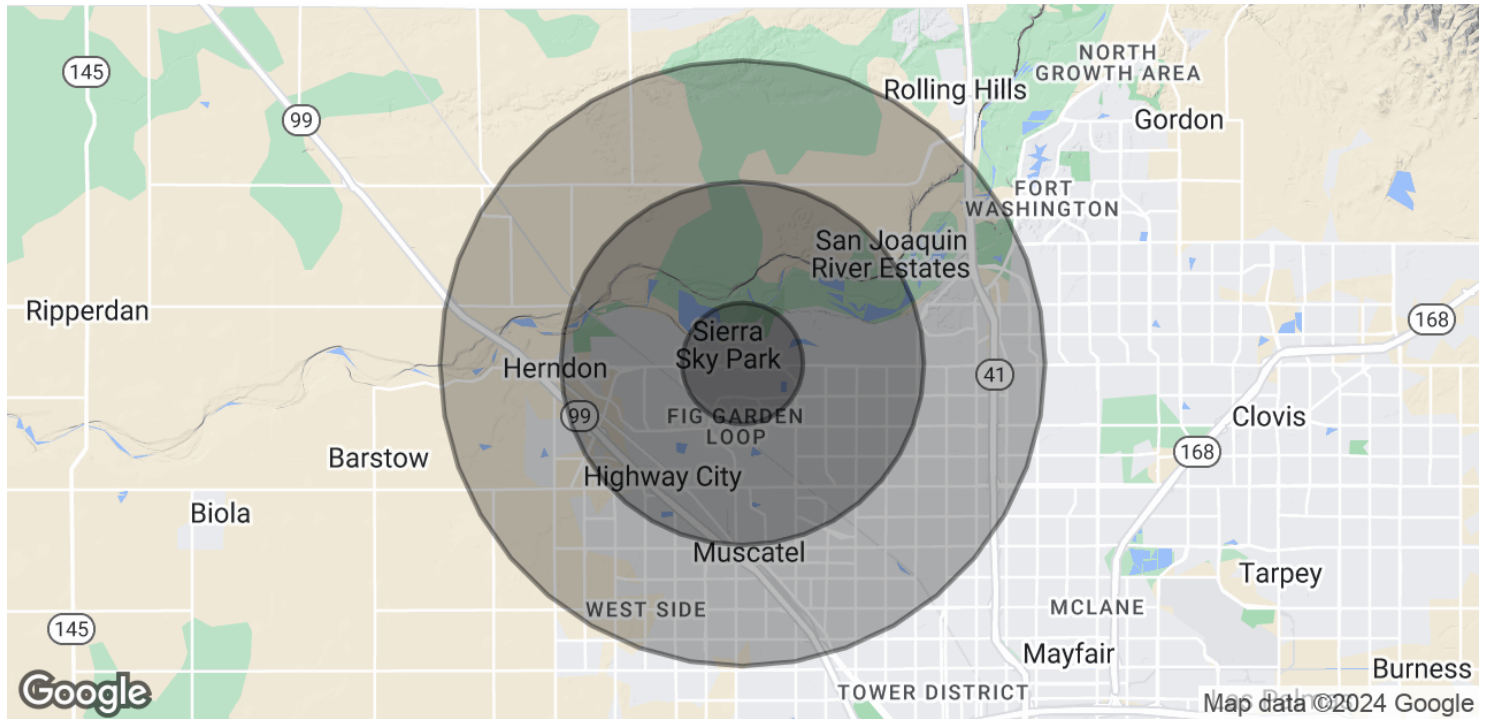 NORTH
GROWTH AREA
145
Rolling Hills
99
Gordon
FORT
WASHINGTON
San Joaquin
River Estates
Ripperdan
168
Sierra
Sky Park
Herndon
41
99
FIG GARDEN
LOOP
Clovis
Barstow
168
Highway City
Biola
Muscatel
Tarpey
WEST SIDE
MCLANE
145
Mayfair
Burness
Google
TOWER DISTRICT
Las Palmas
Map data ©2024 Google